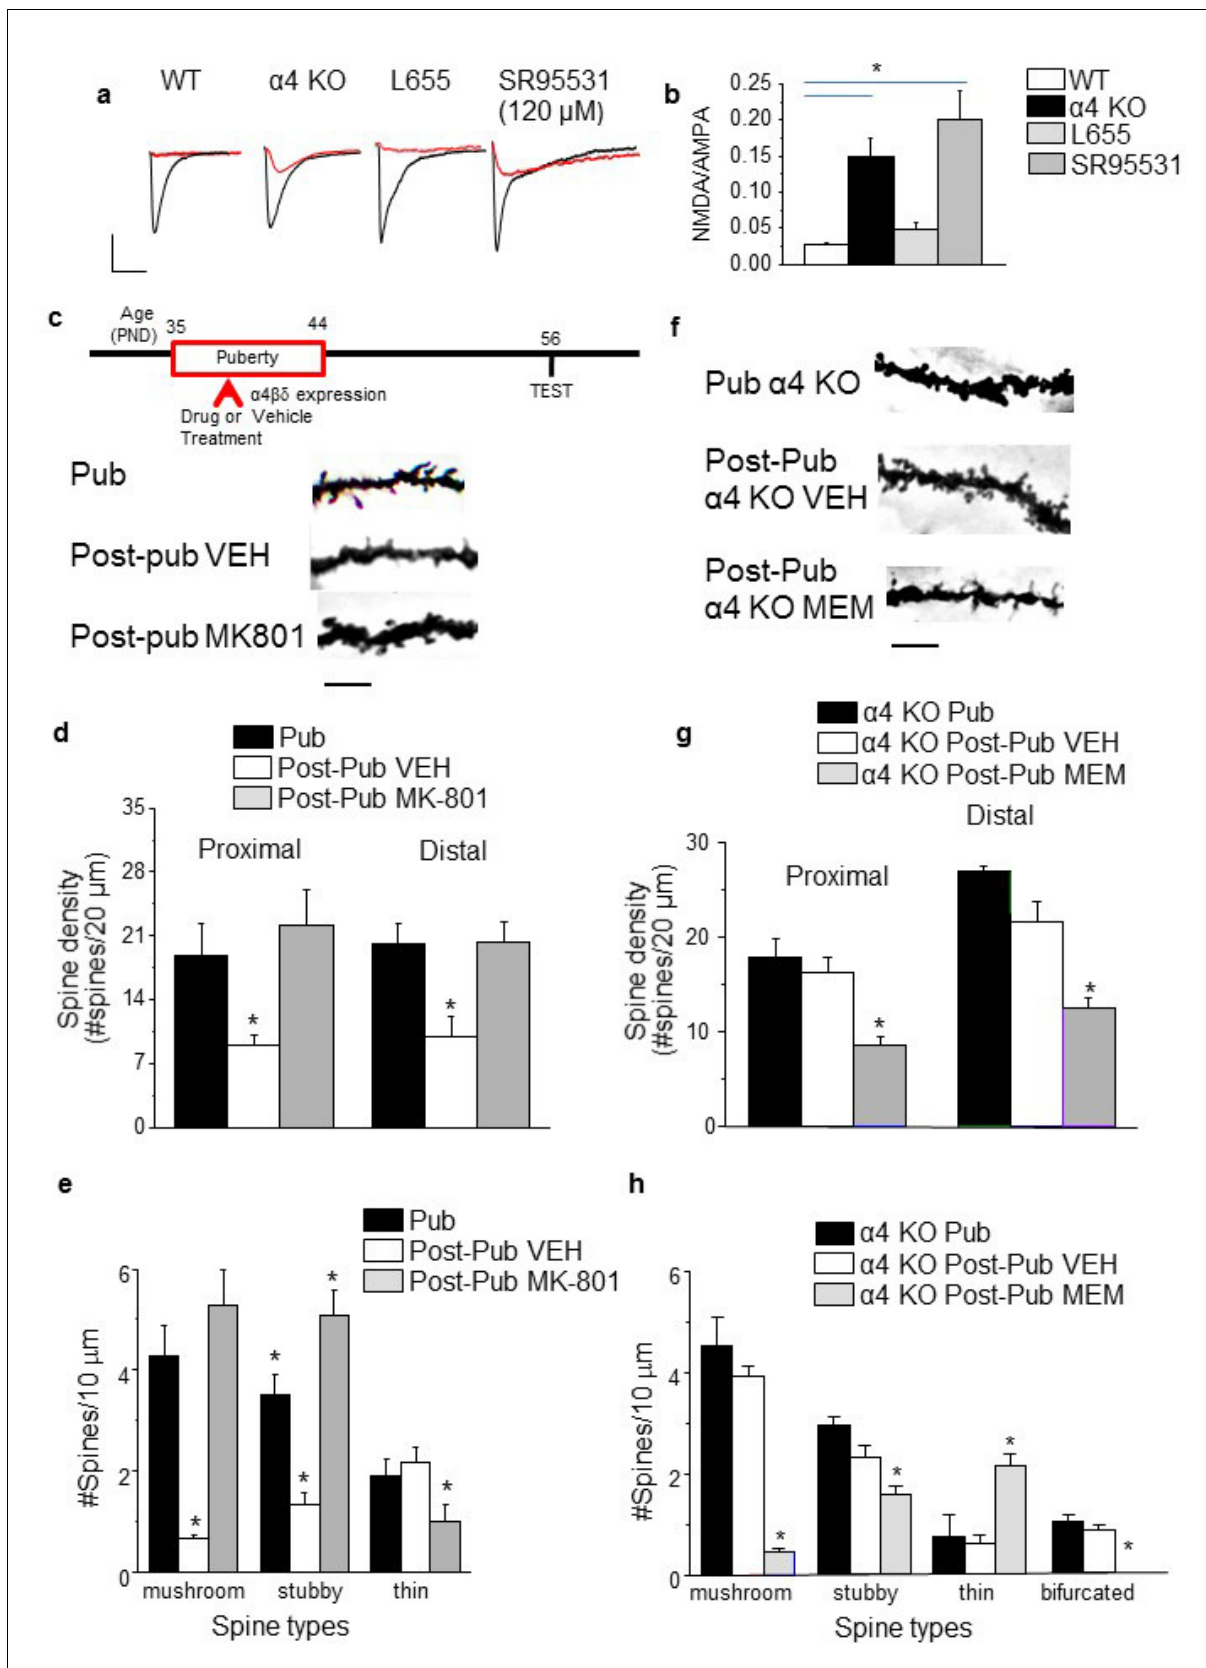 a
WT
α4 KO
L655
SR95531
(120 μM)
b
*
NMDA/AMPA
0.25
0.20
0.15
0.10
0.05
0.00
WT
α4 KO
L655
SR95531
c
Age
(PND)
35
44
56
Puberty
α4βδ expression
Drug or Vehicle
Treatment
TEST
Pub
Post-pub VEH
Post-pub MK801
f
Pub α4 KO
Post-Pub
α4 KO VEH
Post-Pub
α4 KO MEM
d
Pub
Post-Pub VEH
Post-Pub MK-801
Spine density
(#spines/20 μm)
35
28
21
14
7
0
Proximal
Distal
*
*
g
α4 KO Pub
α4 KO Post-Pub VEH
α4 KO Post-Pub MEM
Spine density
(#spines/20 μm)
30
20
10
0
Proximal
Distal
*
*
e
Pub
Post-Pub VEH
Post-Pub MK-801
#Spines/10 μm
6
4
2
0
*
*
*
*
*
mushroom
stubby
thin
Spine types
h
α4 KO Pub
α4 KO Post-Pub VEH
α4 KO Post-Pub MEM
#Spines/10 μm
6
4
2
0
*
*
*
*
mushroom
stubby
thin
bifurcated
Spine types